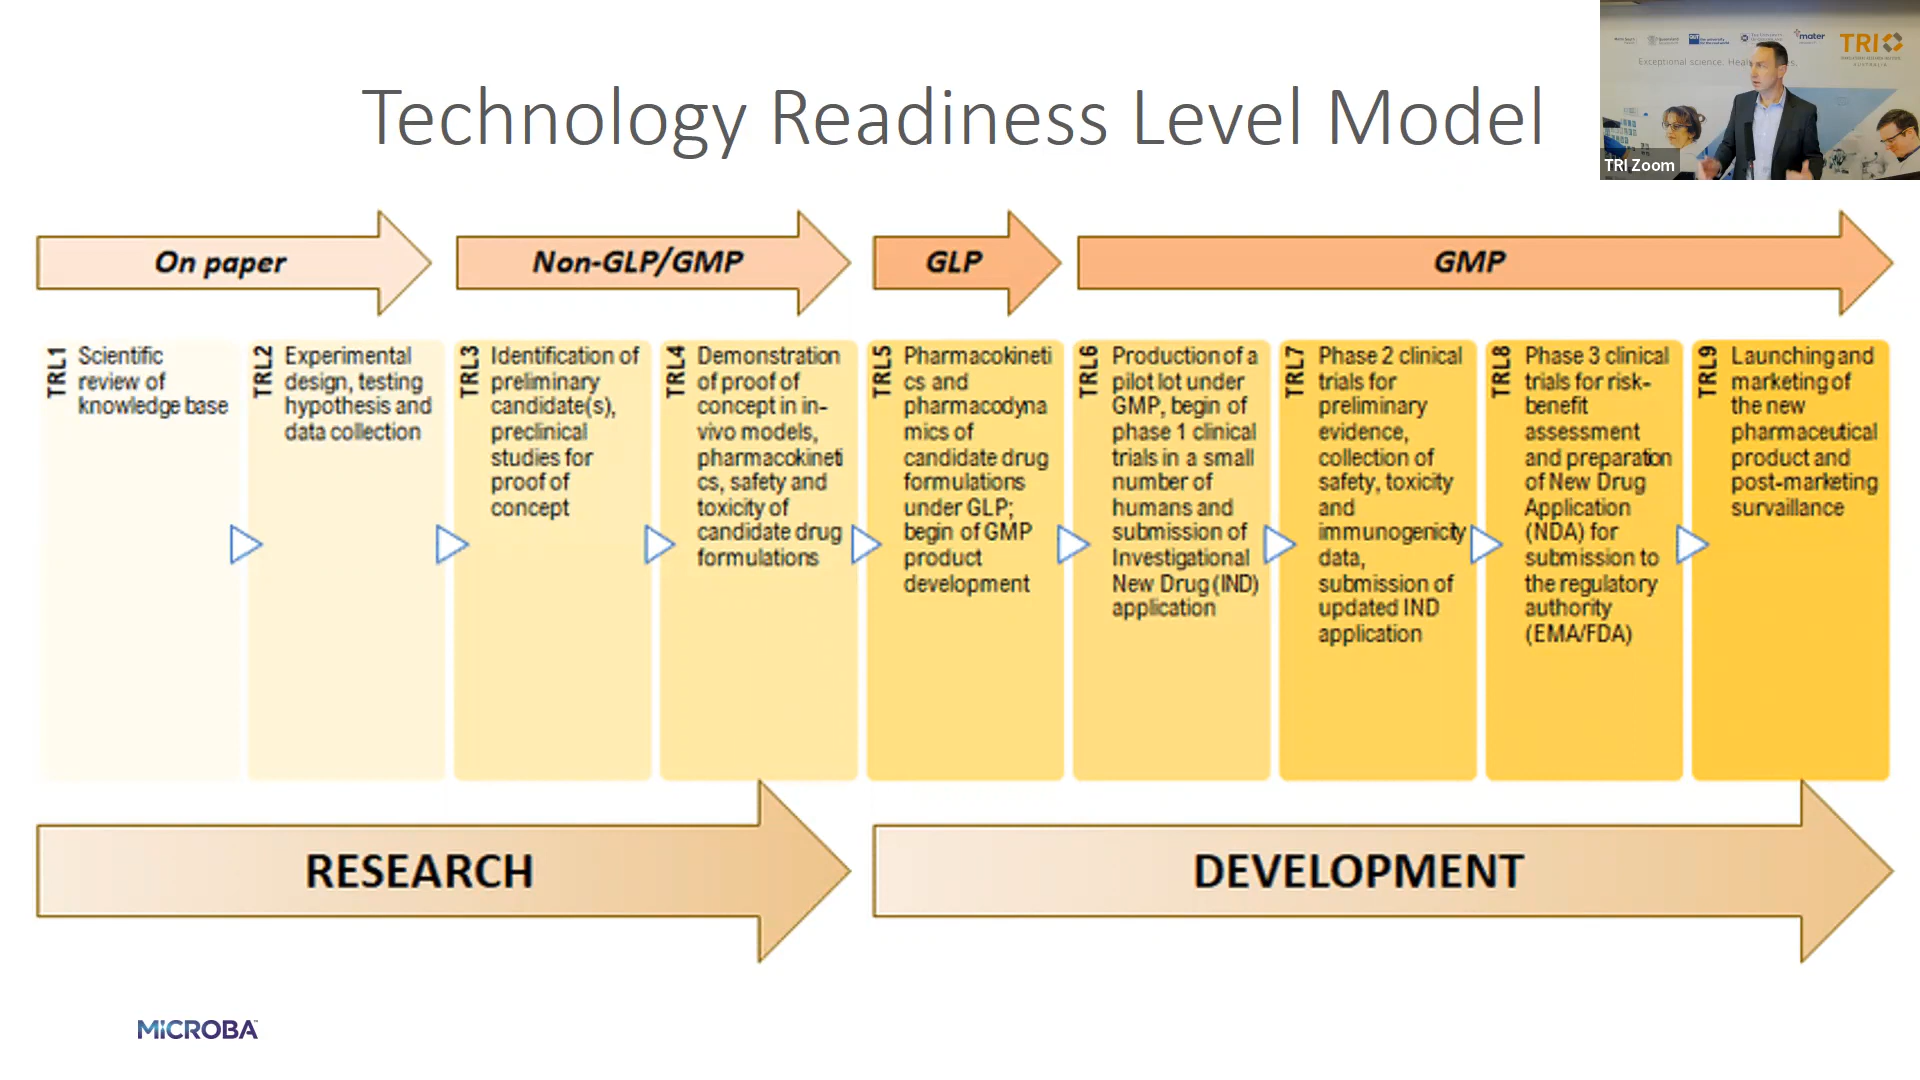 Technology Readiness Level Model
mater
TRI
Exceptional science.
TRI Zoom
On paper
Non-GLP/GMP
GLP
GMP
TRL1
Scientific
review of
knowledge base
TRL2
Experimental
design, testing
hypothesis and
data collection
TRL3
Identification of
preliminary
candidate(s),
preclinical
studies for
proof of
concept
TRL4
Demonstration
of proof of
concept in in-
vivo models,
pharmacokineti
cs, safety and
toxicity of
candidate drug
formulations
TRL5
Pharmacokineti
cs and
pharmacodyna
mics of
candidate drug
formulations
under GLP;
begin of GMP
product
development
TRL6
Production of a
pilot lot under
GMP, begin of
phase 1 clinical
trials in a small
number of
humans and
submission of
Investigational
New Drug (IND)
application
TRL7
Phase 2 clinical
trials for
preliminary
evidence,
collection of
safety, toxicity
and
immunogenicity
data,
submission of
updated IND
application
TRL8
Phase 3 clinical
trials for risk-
benefit
assessment
and preparation
of New Drug
Application
(NDA) for
submission to
the regulatory
authority
(EMA/FDA)
TRL9
Launching and
marketing of
the new
pharmaceutical
product and
post-marketing
survaillance
RESEARCH
DEVELOPMENT
MiCROBA